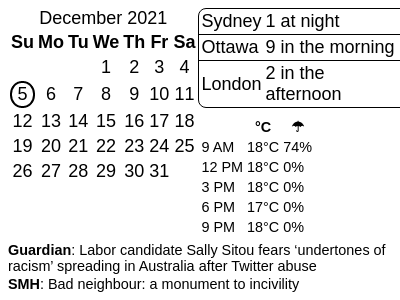 December 2021
Su Mo Tu We Th Fr Sa
1 2 3 4
5 6 7 8 9 10 11
12 13 14 15 16 17 18
19 20 21 22 23 24 25
26 27 28 29 30 31
Sydney 1 at night
Ottawa 9 in the morning
London 2 in the
afternoon
°C ☂
9 AM 18°C 74%
12 PM 18°C 0%
3 PM 18°C 0%
6 PM 17°C 0%
9 PM 18°C 0%
Guardian: Labor candidate Sally Sitou fears ‘undertones of
racism’ spreading in Australia after Twitter abuse
SMH: Bad neighbour: a monument to incivility